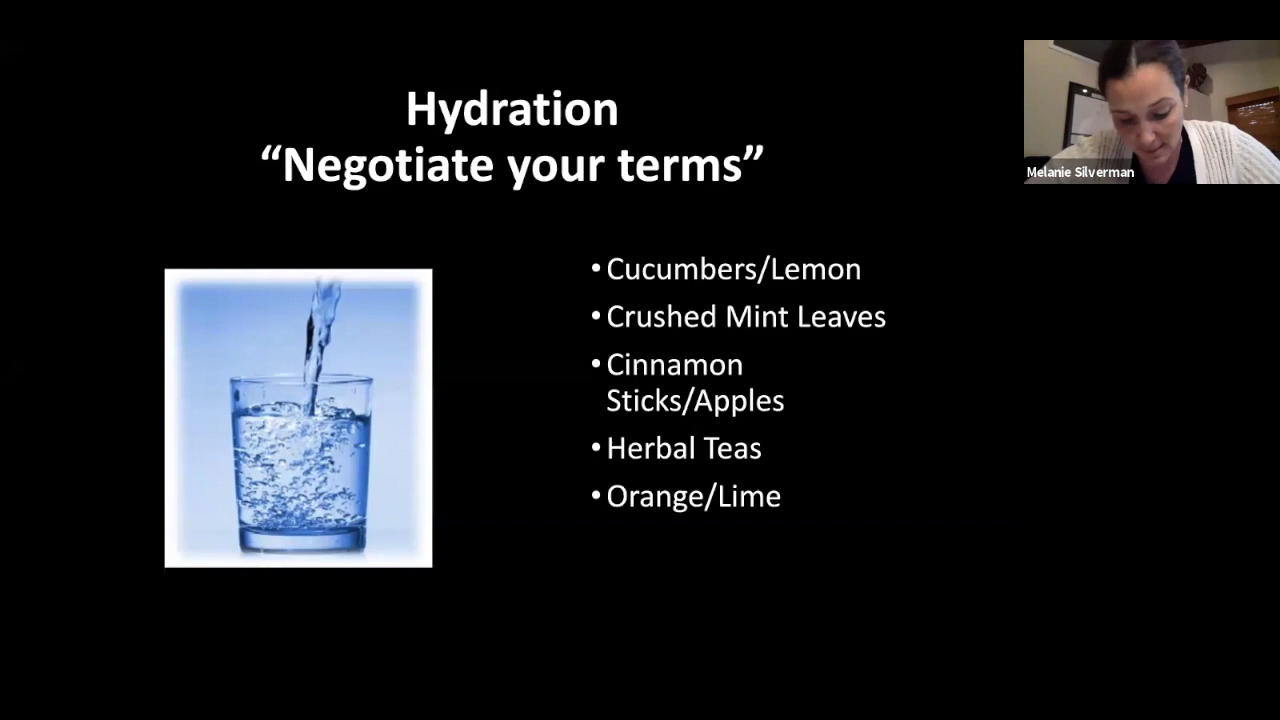 Hydration
“Negotiate your terms”
Melanie Silverman
• Cucumbers/Lemon
• Crushed Mint Leaves
• Cinnamon
Sticks/Apples
• Herbal Teas
• Orange/Lime